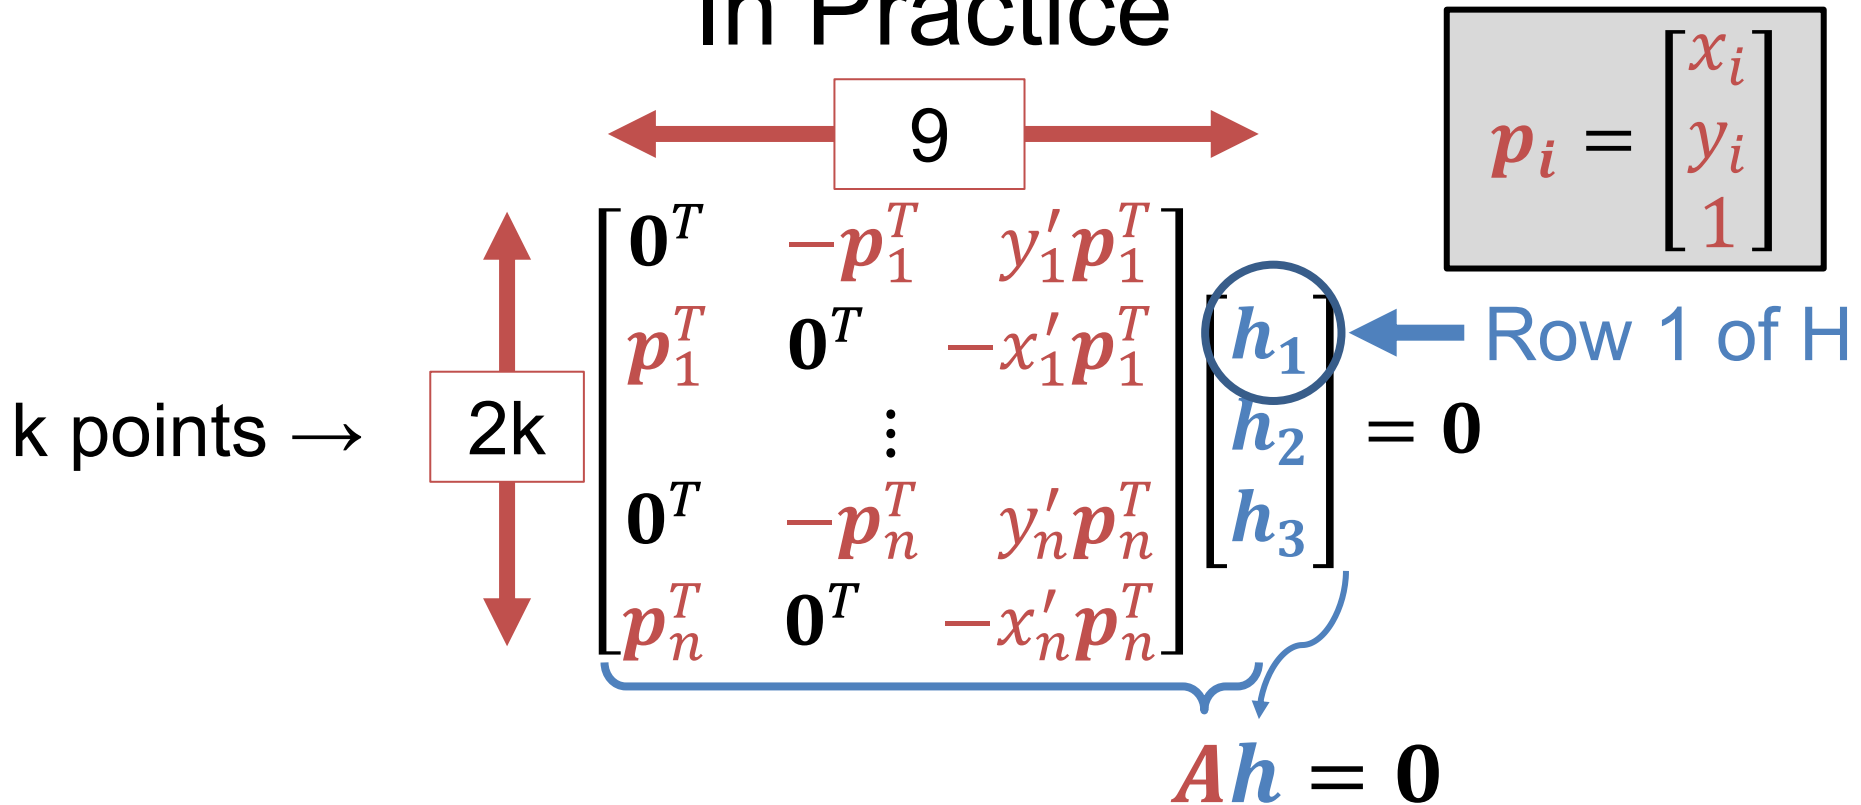 In Practice
9
p_i = [x_i y_i 1]
0^T −p_1^T y'_1 p_1^T
p_1^T 0^T −x'_1 p_1^T
⋮
0^T −p_n^T y'_n p_n^T
p_n^T 0^T −x'_n p_n^T
h_1
h_2
h_3
= 0
Row 1 of H
k points →
2k
Ah = 0